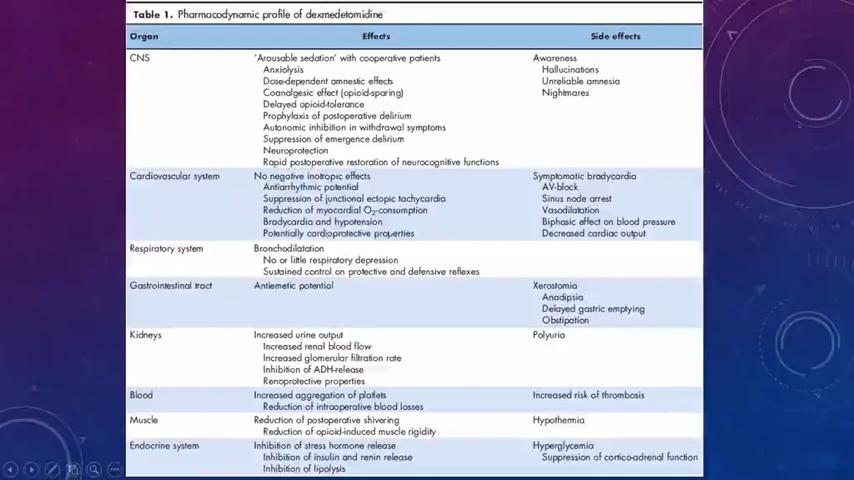 Table 1. Pharmacodynamic profile of dexmedetomidine
Organ Effects Side effects
CNS 'Arousable sedation' with cooperative patients Awareness
Anxiolysis Hallucinations
Dose-dependent amnestic effects Unreliable amnesia
Coanalgesic effect (opioid-sparing) Nightmares
Delayed opioid-tolerance
Prophylaxis of postoperative delirium
Autonomic inhibition in withdrawal symptoms
Suppression of emergence delirium
Neuroprotection
Rapid postoperative restoration of neurocognitive functions
Cardiovascular system No negative inotropic effects Symptomatic bradycardia
Antiarrhythmic potential AV-block
Suppression of junctional ectopic tachycardia Sinus node arrest
Reduction of myocardial O2-consumption Vasodilatation
Bradycardia and hypotension Biphasic effect on blood pressure
Potentially cardioprotective properties Decreased cardiac output
Respiratory system Bronchodilatation
No or little respiratory depression
Sustained control on protective and defensive reflexes
Gastrointestinal tract Antiemetic potential Xerostomia
Anadipsia
Delayed gastric emptying
Obstipation
Kidneys Increased urine output Polyuria
Increased renal blood flow
Increased glomerular filtration rate
Inhibition of ADH-release
Renoprotective properties
Blood Increased aggregation of platlets Increased risk of thrombosis
Reduction of intraoperative blood losses
Muscle Reduction of postoperative shivering Hypothermia
Reduction of opioid-induced muscle rigidity
Endocrine system Inhibition of stress hormone release Hyperglycemia
Inhibition of insulin and renin release Suppression of cortico-adrenal function
Inhibition of lipolysis